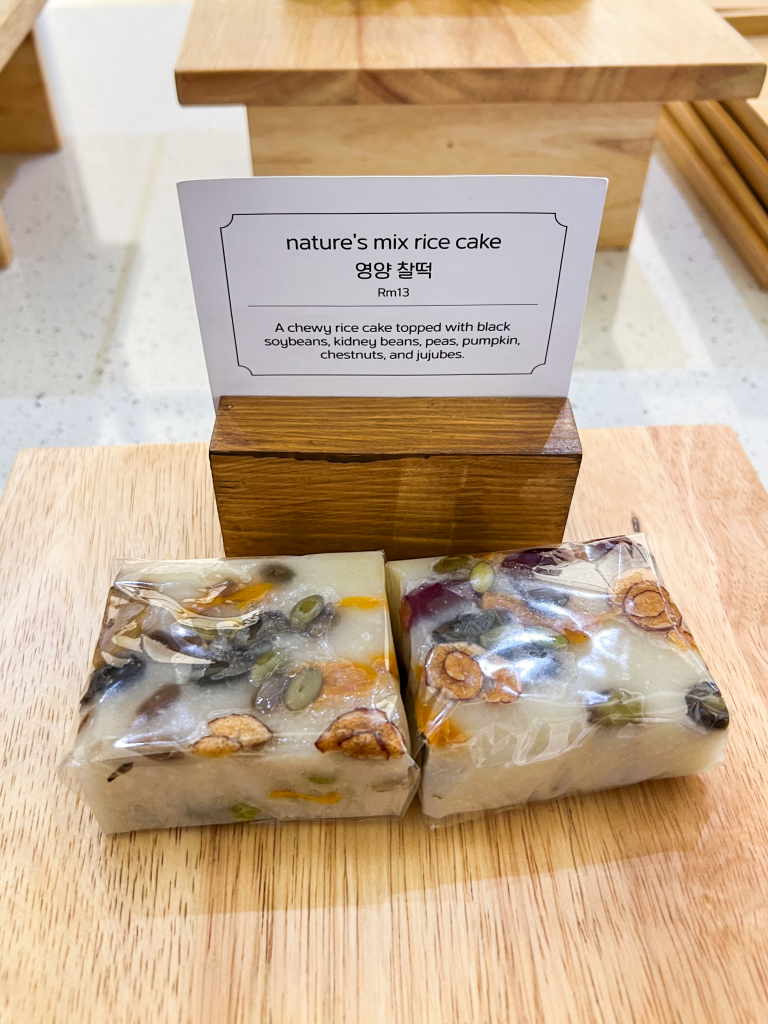 nature's mix rice cake
영양 찰떡
Rm13
A chewy rice cake topped with black
soybeans, kidney beans, peas, pumpkin,
chestnuts, and jujubes.